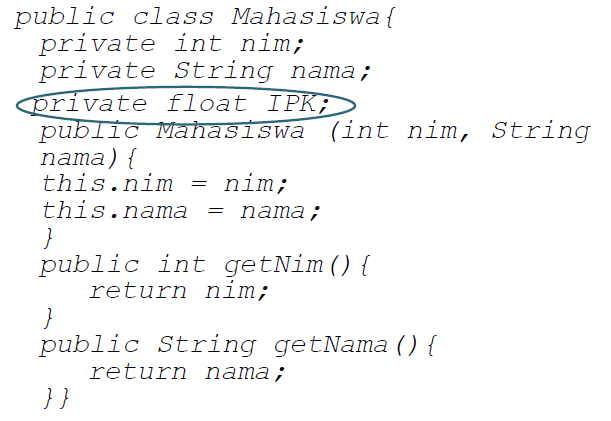 public class Mahasiswa{
private int nim;
private String nama;
private float IPK;
public Mahasiswa (int nim, String
nama){
this.nim = nim;
this.nama = nama;
}
public int getNim(){
return nim;
}
public String getNama(){
return nama;
}}